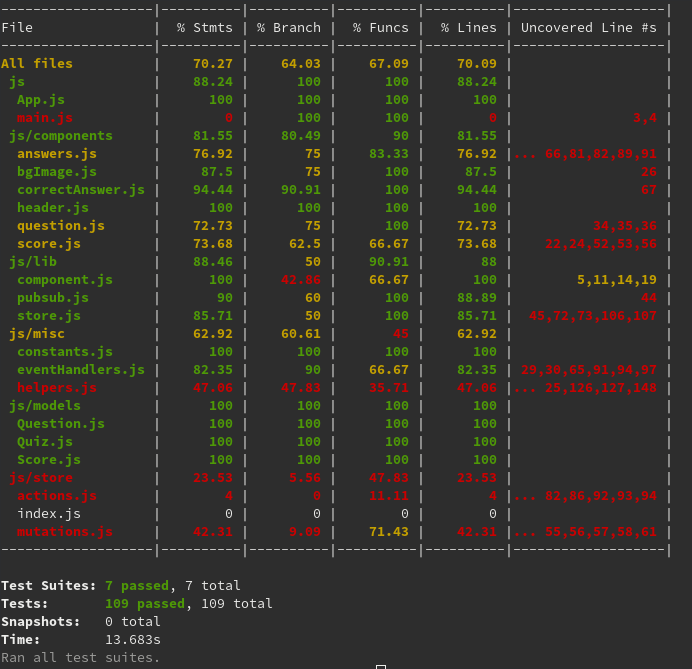 File | % Stmts | % Branch | % Funcs | % Lines | Uncovered Line #s |
All files | 70.27 | 64.03 | 67.09 | 70.09 | |
js | 88.24 | 100 | 100 | 88.24 | |
App.js | 100 | 100 | 100 | 100 | |
main.js | 0 | 100 | 100 | 0 | 3,4 |
js/components | 81.55 | 80.49 | 90 | 81.55 | |
answers.js | 76.92 | 75 | 83.33 | 76.92 | ... 66,81,82,89,91 |
bgImage.js | 87.5 | 75 | 100 | 87.5 | 26 |
correctAnswer.js | 94.44 | 90.91 | 100 | 94.44 | 67 |
header.js | 100 | 100 | 100 | 100 | |
question.js | 72.73 | 75 | 100 | 72.73 | 34,35,36 |
score.js | 73.68 | 62.5 | 66.67 | 73.68 | 22,24,52,53,56 |
js/lib | 88.46 | 50 | 90.91 | 88 | |
component.js | 100 | 42.86 | 66.67 | 100 | 5,11,14,19 |
pubsub.js | 90 | 60 | 100 | 88.89 | 44 |
store.js | 85.71 | 50 | 100 | 85.71 | 45,72,73,106,107 |
js/misc | 62.92 | 60.61 | 45 | 62.92 | |
constants.js | 100 | 100 | 100 | 100 | |
eventHandlers.js | 82.35 | 90 | 66.67 | 82.35 | 29,30,65,91,94,97 |
helpers.js | 47.06 | 47.83 | 35.71 | 47.06 | ... 25,126,127,148 |
js/models | 100 | 100 | 100 | 100 | |
Question.js | 100 | 100 | 100 | 100 | |
Quiz.js | 100 | 100 | 100 | 100 | |
Score.js | 100 | 100 | 100 | 100 | |
js/store | 23.53 | 5.56 | 47.83 | 23.53 | |
actions.js | 4 | 0 | 11.11 | 4 | ... 82,86,92,93,94 |
index.js | 0 | 0 | 0 | 0 | |
mutations.js | 42.31 | 9.09 | 71.43 | 42.31 | ... 55,56,57,58,61 |
Test Suites: 7 passed, 7 total
Tests: 109 passed, 109 total
Snapshots: 0 total
Time: 13.683s
Ran all test suites.